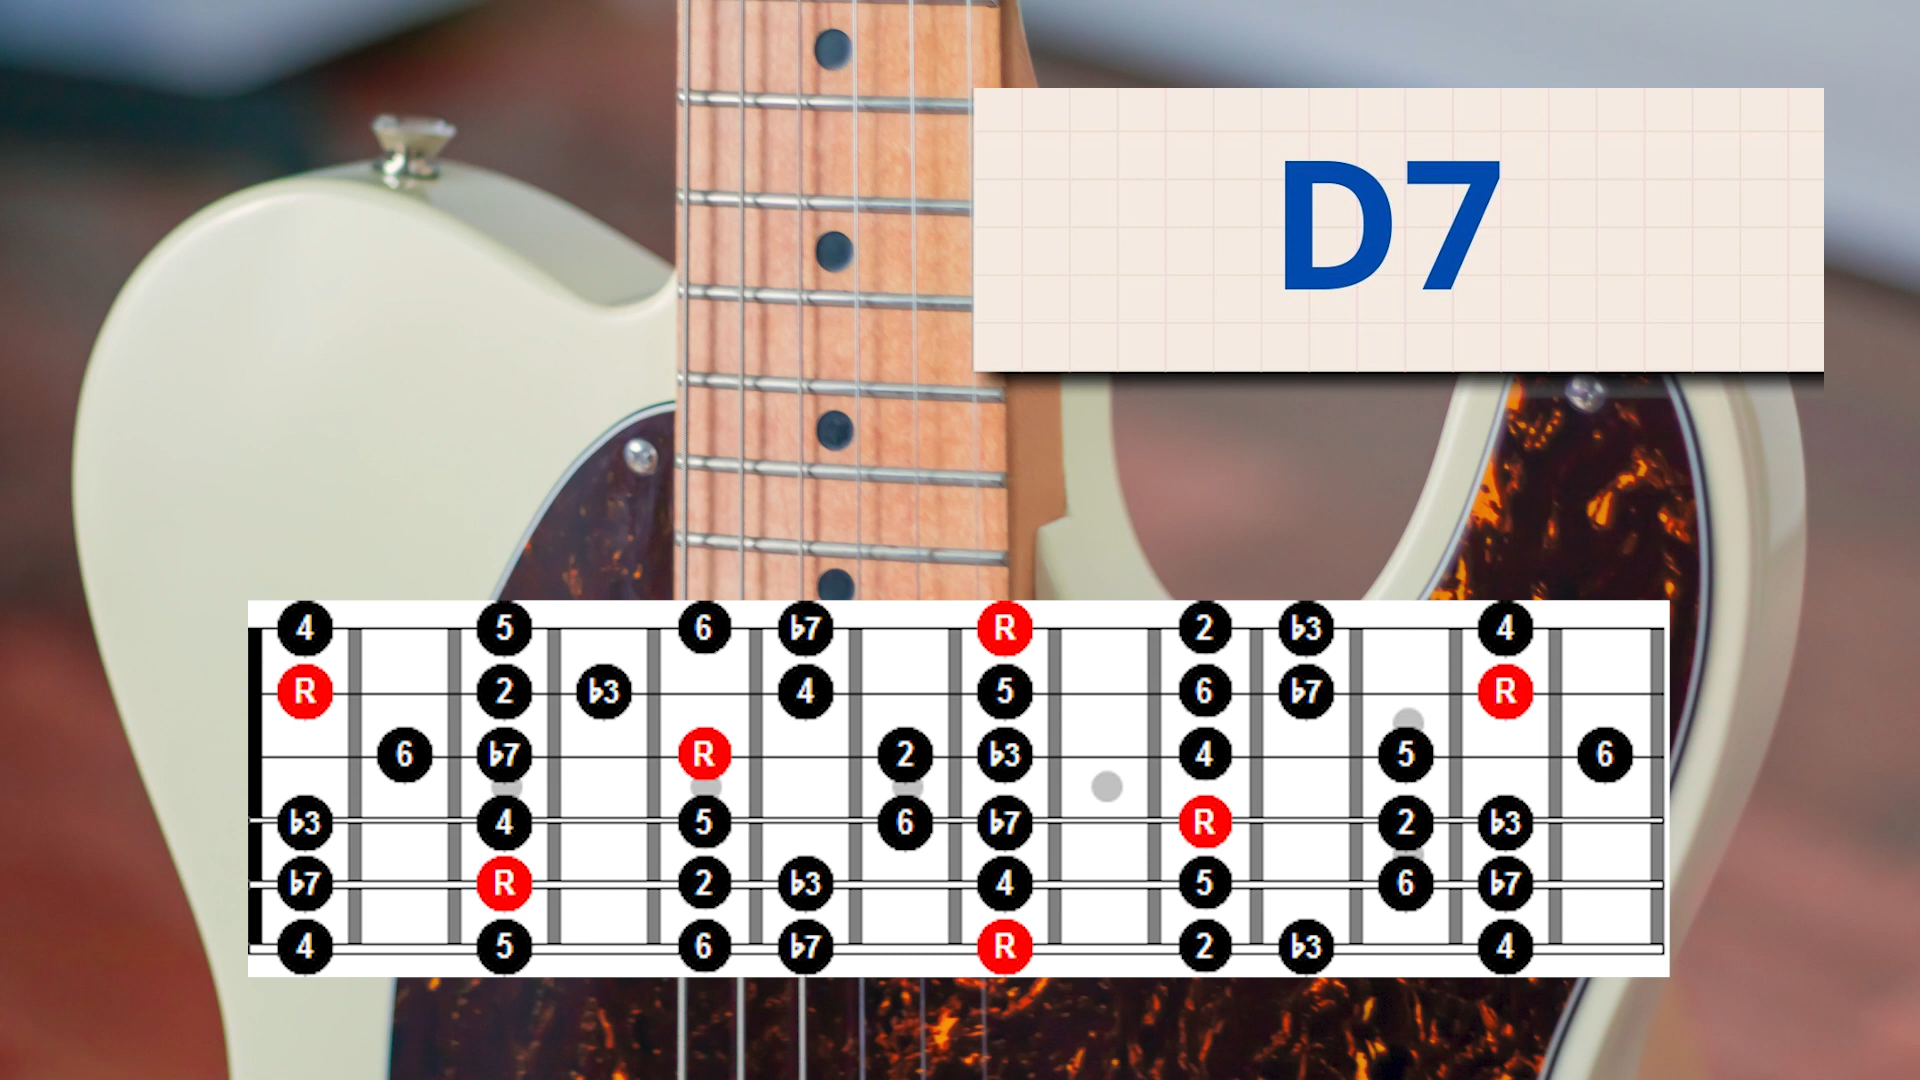 D7
4 5 6 ♭7 R 2 ♭3 4
R 2 ♭3 4 5 6 ♭7 R
6 ♭7 R 2 ♭3 4 5 6
♭3 4 5 6 ♭7 R 2 ♭3
♭7 R 2 ♭3 4 5 6 ♭7
4 5 6 ♭7 R 2 ♭3 4